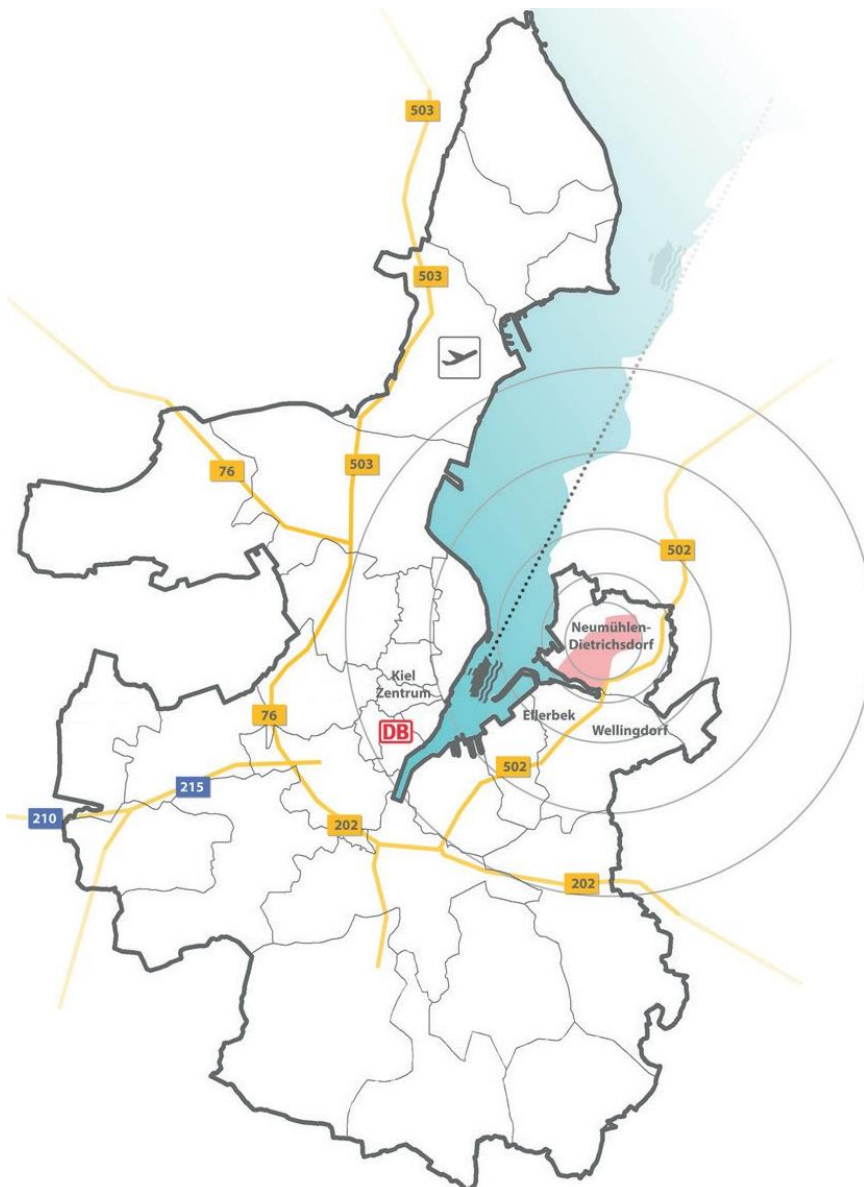 503
503
503
76
502
Neumühlen-
Dietrichsdorf
Kiel
Zentrum
76
DB
Ellerbek
Wellingdorf
502
215
210
202
202